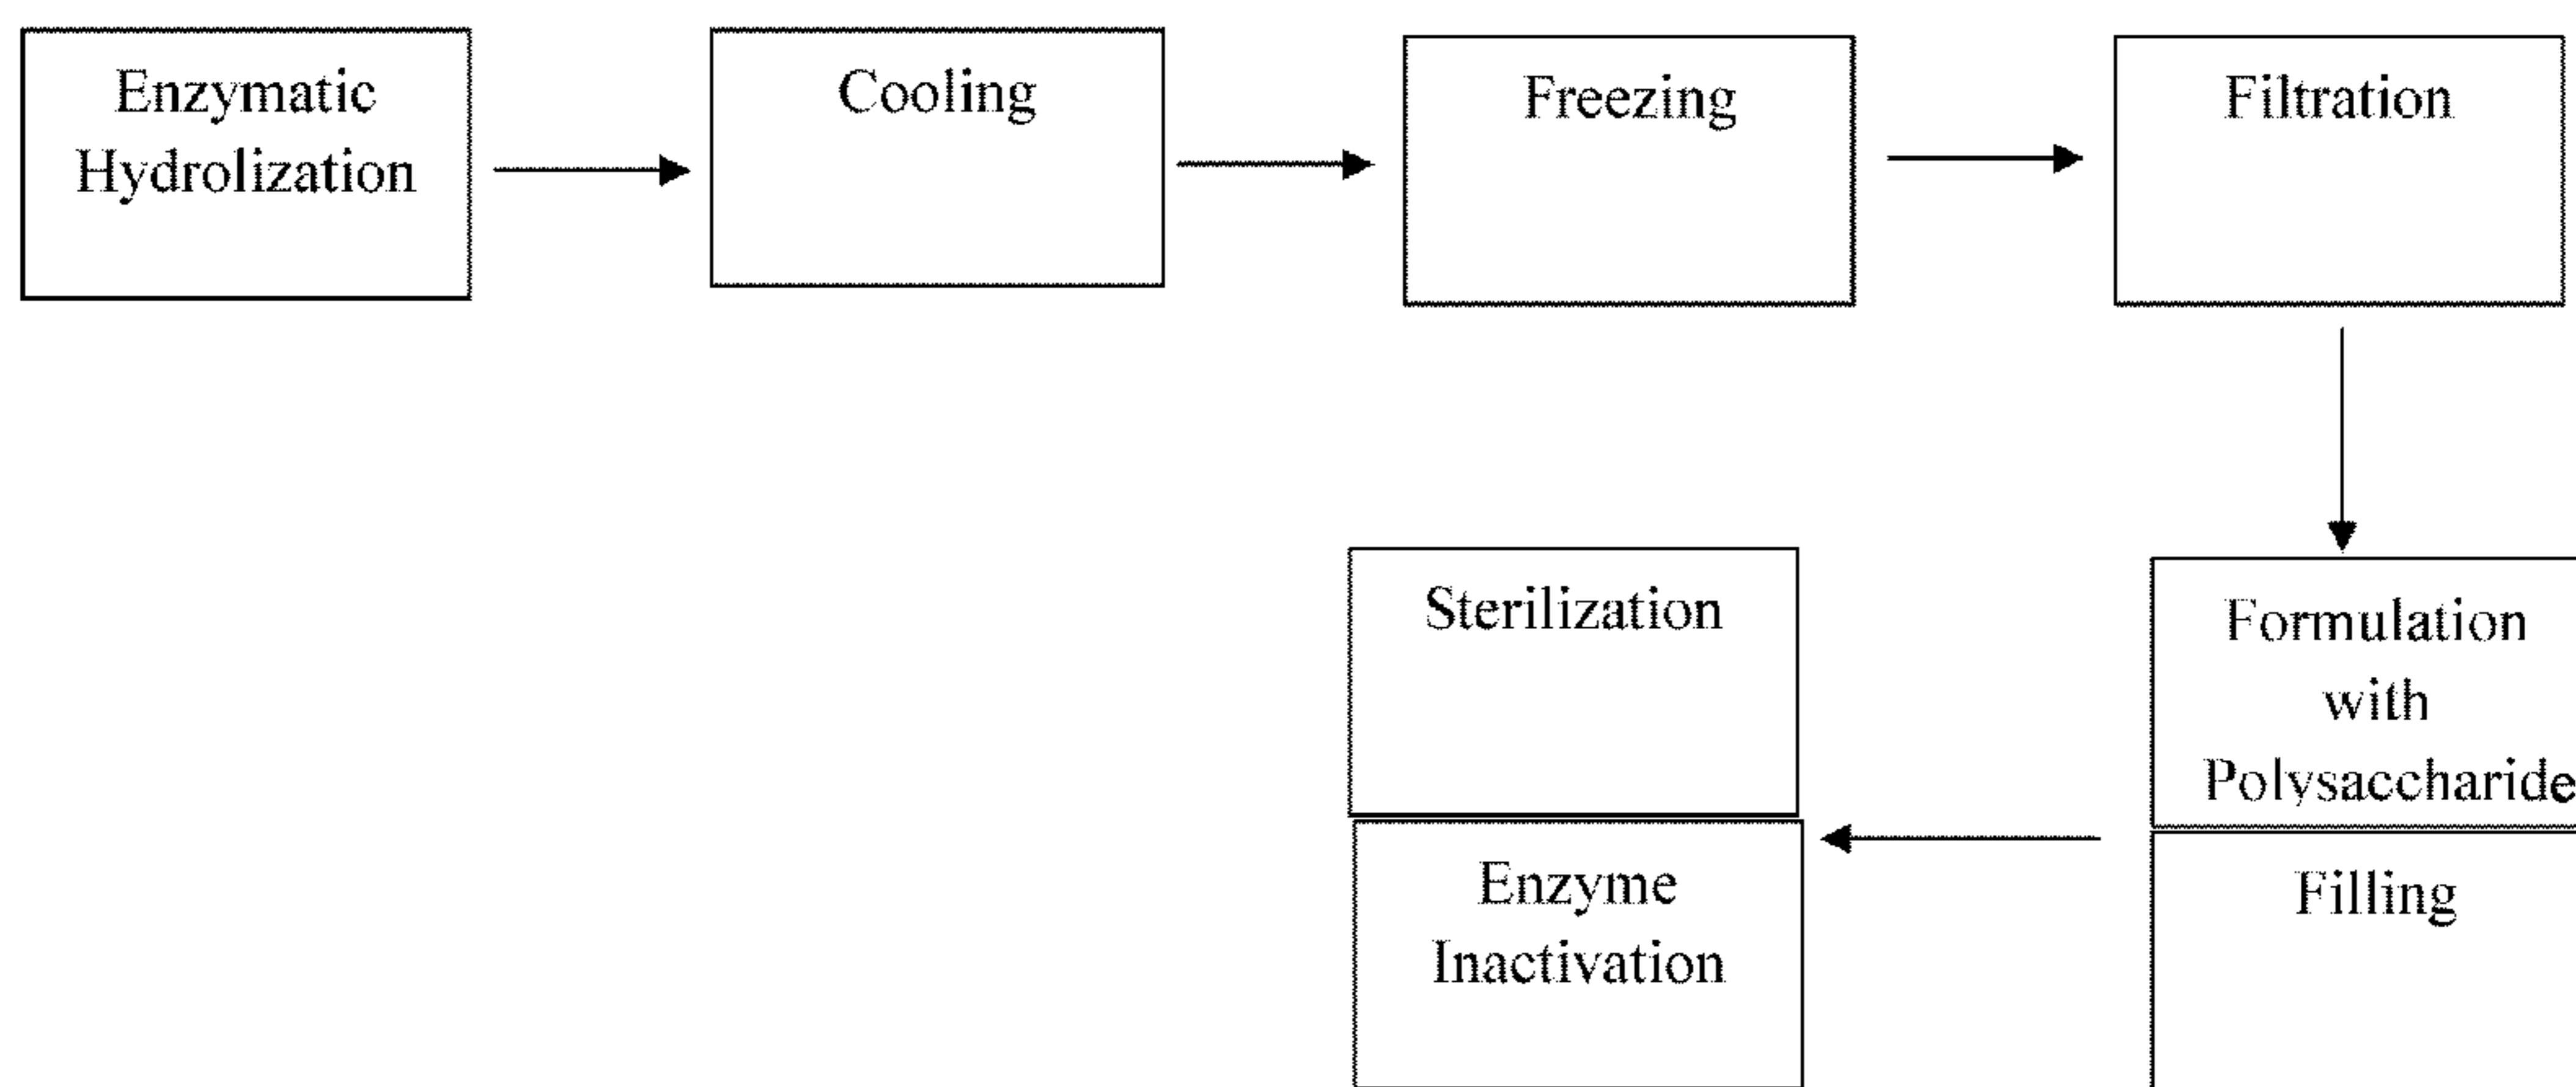 Enzymatic
Hydrolization
Cooling
Freezing
Filtration
Formulation
with
Polysaccharide
Filling
Sterilization
Enzyme
Inactivation